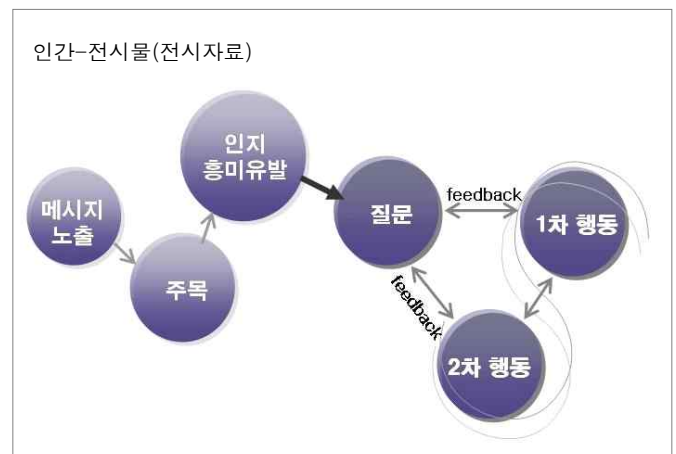 인간-전시물(전시자료)
메시지
노출
주목
인지
흥미유발
질문
feedback
1차 행동
feedback
2차 행동